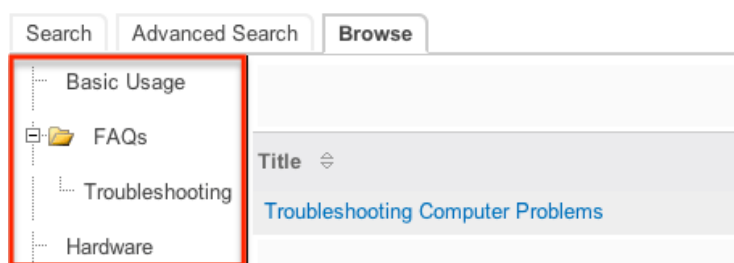 Search Advanced Search Browse
Basic Usage
FAQs
Title
Troubleshooting
Troubleshooting Computer Problems
Hardware